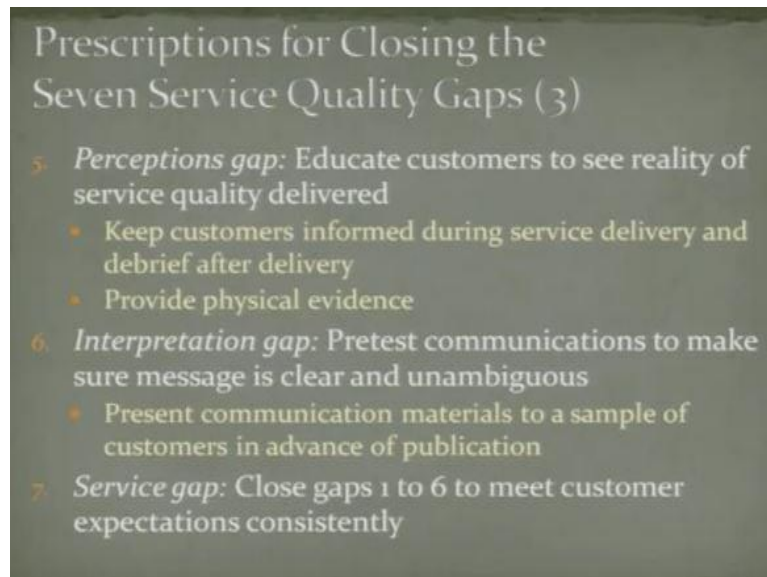 Prescriptions for Closing the
Seven Service Quality Gaps (3)
5. Perceptions gap: Educate customers to see reality of
service quality delivered
Keep customers informed during service delivery and
debrief after delivery
Provide physical evidence
6. Interpretation gap: Pretest communications to make
sure message is clear and unambiguous
Present communication materials to a sample of
customers in advance of publication
7. Service gap: Close gaps 1 to 6 to meet customer
expectations consistently